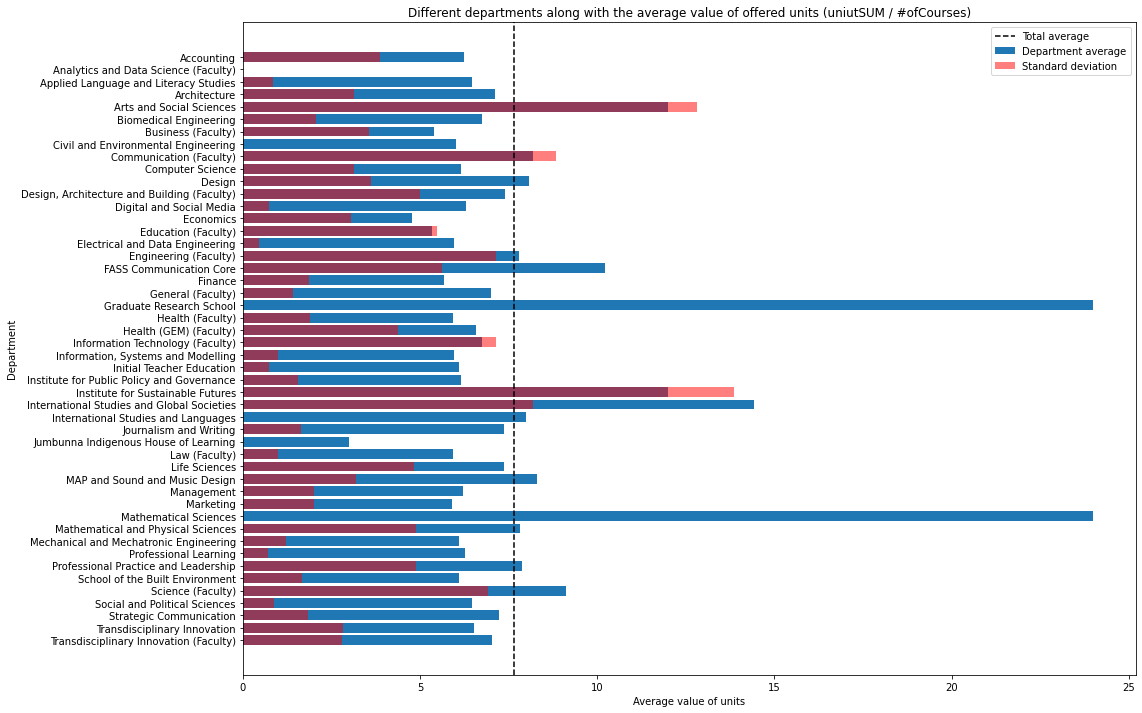 Different departments along with the average value of offered units (uniutSUM / #ofCourses)
Total average
Department average
Standard deviation
Department
Accounting
Analytics and Data Science (Faculty)
Applied Language and Literacy Studies
Architecture
Arts and Social Sciences
Biomedical Engineering
Business (Faculty)
Civil and Environmental Engineering
Communication (Faculty)
Computer Science
Design
Design, Architecture and Building (Faculty)
Digital and Social Media
Economics
Education (Faculty)
Electrical and Data Engineering
Engineering (Faculty)
FASS Communication Core
Finance
General (Faculty)
Graduate Research School
Health (Faculty)
Health (GEM) (Faculty)
Information Technology (Faculty)
Information, Systems and Modelling
Initial Teacher Education
Institute for Public Policy and Governance
Institute for Sustainable Futures
International Studies and Global Societies
International Studies and Languages
Journalism and Writing
Jumbunna Indigenous House of Learning
Law (Faculty)
Life Sciences
MAP and Sound and Music Design
Management
Marketing
Mathematical Sciences
Mathematical and Physical Sciences
Mechanical and Mechatronic Engineering
Professional Learning
Professional Practice and Leadership
School of the Built Environment
Science (Faculty)
Social and Political Sciences
Strategic Communication
Transdisciplinary Innovation
Transdisciplinary Innovation (Faculty)
0 5 10 15 20 25
Average value of units